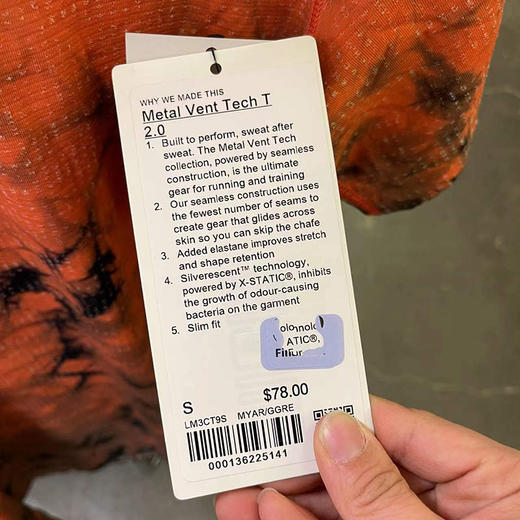 WHY WE MADE THIS
Metal Vent Tech T
2.0
1. Built to perform, sweat after
sweat. The Metal Vent Tech
collection, powered by seamless
construction, is the ultimate
gear for running and training
2. Our seamless construction uses
the fewest number of seams to
create gear that glides across
skin so you can skip the chafe
3. Added elastane improves stretch
and shape retention
4. Silverescent™ technology,
powered by X-STATIC®, inhibits
the growth of odour-causing
bacteria on the garment
5. Slim fit
ATIC®,
S
$78.00
LM3CT9S MYAR/GGRE
000136225141